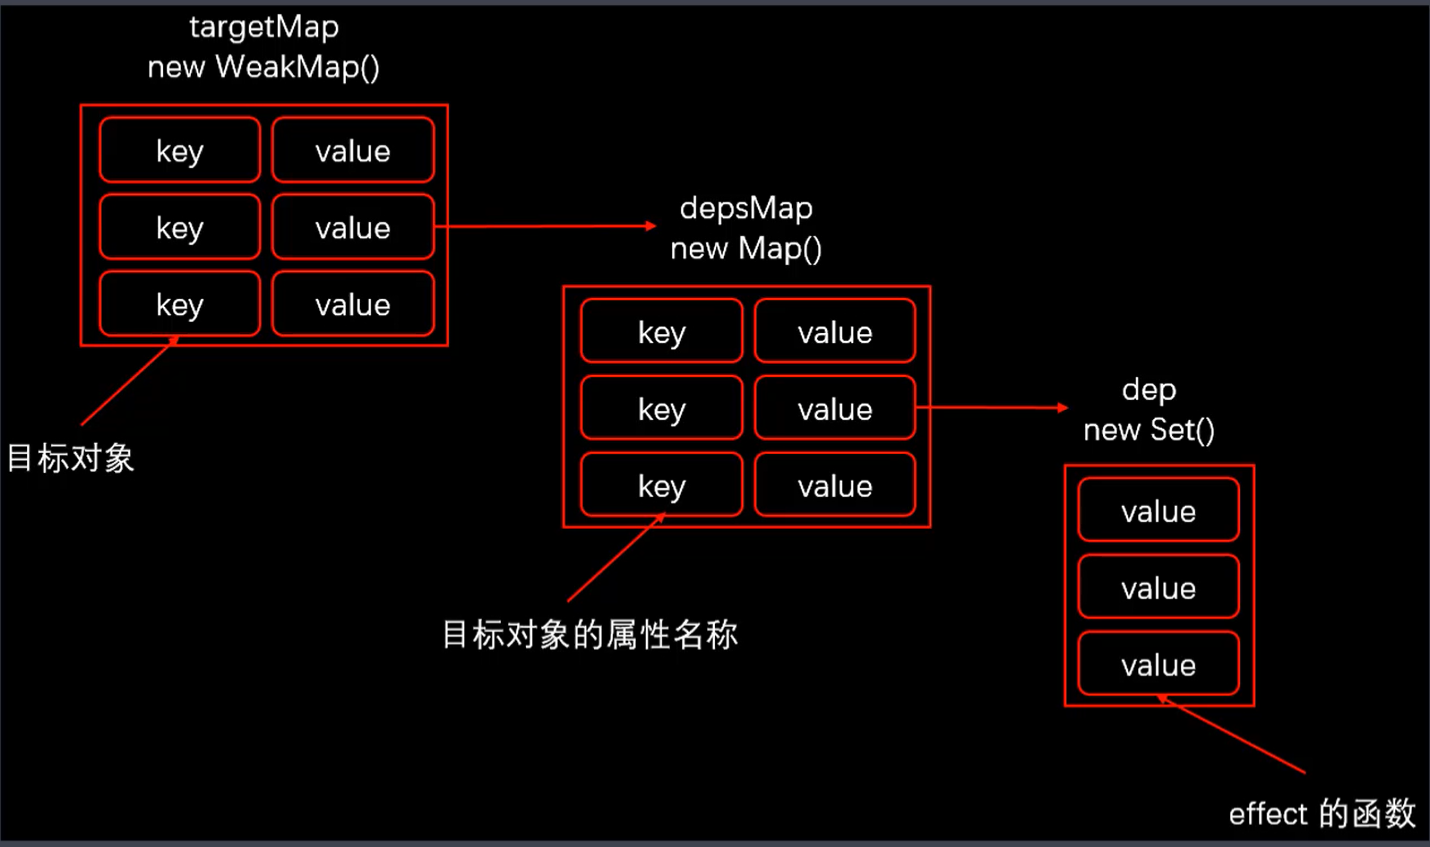 targetMap
new WeakMap()
key value
key value
key value
目标对象
depsMap
new Map()
key value
key value
key value
目标对象的属性名称
dep
new Set()
value
value
value
effect 的函数